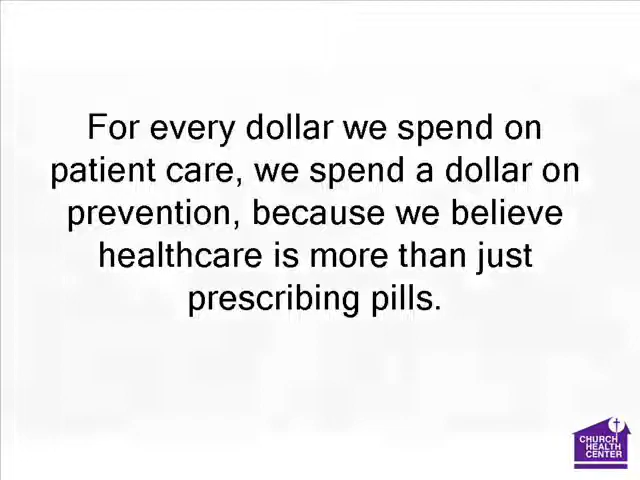 For every dollar we spend on
patient care, we spend a dollar on
prevention, because we believe
healthcare is more than just
prescribing pills.
CHURCH
HEALTH
CENTER